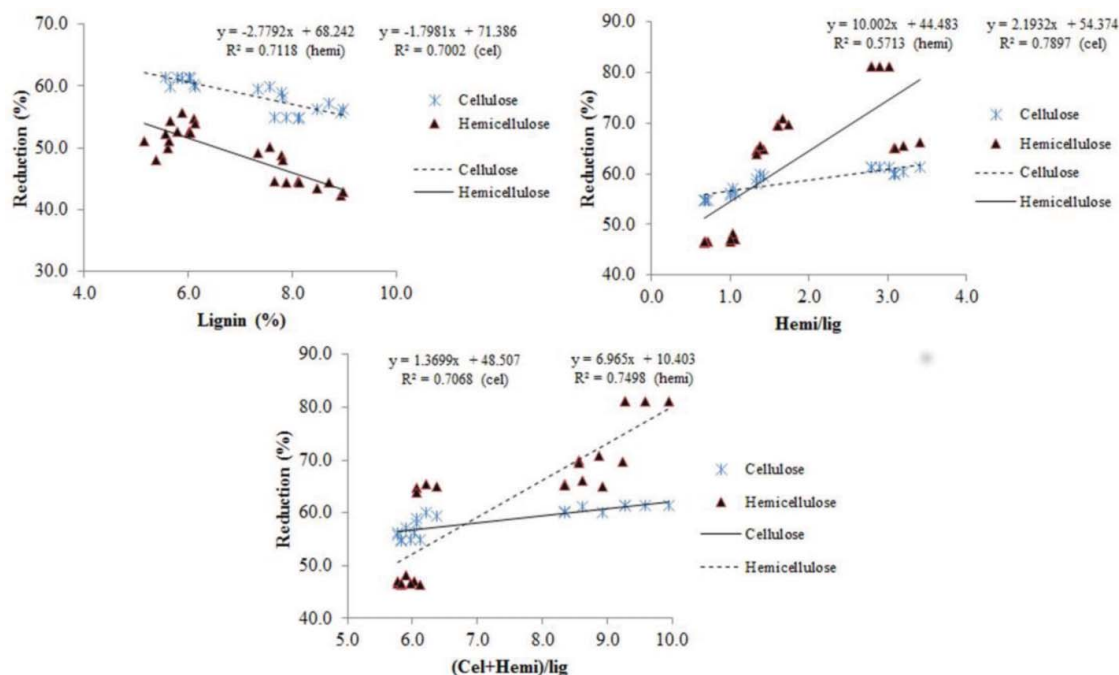 70.0
60.0
50.0
40.0
30.0
Reduction (%)
y = -2.7792x + 68.242 y = -1.7981x + 71.386
R² = 0.7118 (hemi) R² = 0.7002 (cel)
Cellulose
Hemicellulose
Cellulose
Hemicellulose
4.0 6.0 8.0 10.0
Lignin (%)
90.0
80.0
70.0
60.0
50.0
40.0
Reduction (%)
y = 10.002x + 44.483 y = 2.1932x + 54.374
R² = 0.5713 (hemi) R² = 0.7897 (cel)
Cellulose
Hemicellulose
Cellulose
Hemicellulose
0.0 1.0 2.0 3.0 4.0
Hemi/lig
90.0
80.0
70.0
60.0
50.0
40.0
Reduction (%)
y = 1.3699x + 48.507 y = 6.965x + 10.403
R² = 0.7068 (cel) R² = 0.7498 (hemi)
Cellulose
Hemicellulose
Cellulose
Hemicellulose
5.0 6.0 7.0 8.0 9.0 10.0
(Cel+Hemi)/lig